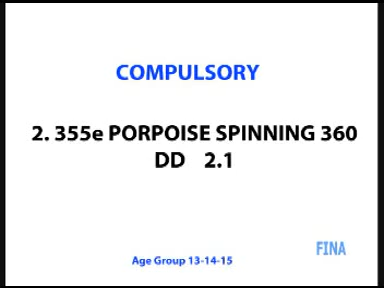 COMPULSORY
2. 355e PORPOISE SPINNING 360
DD 2.1
FINA
Age Group 13-14-15